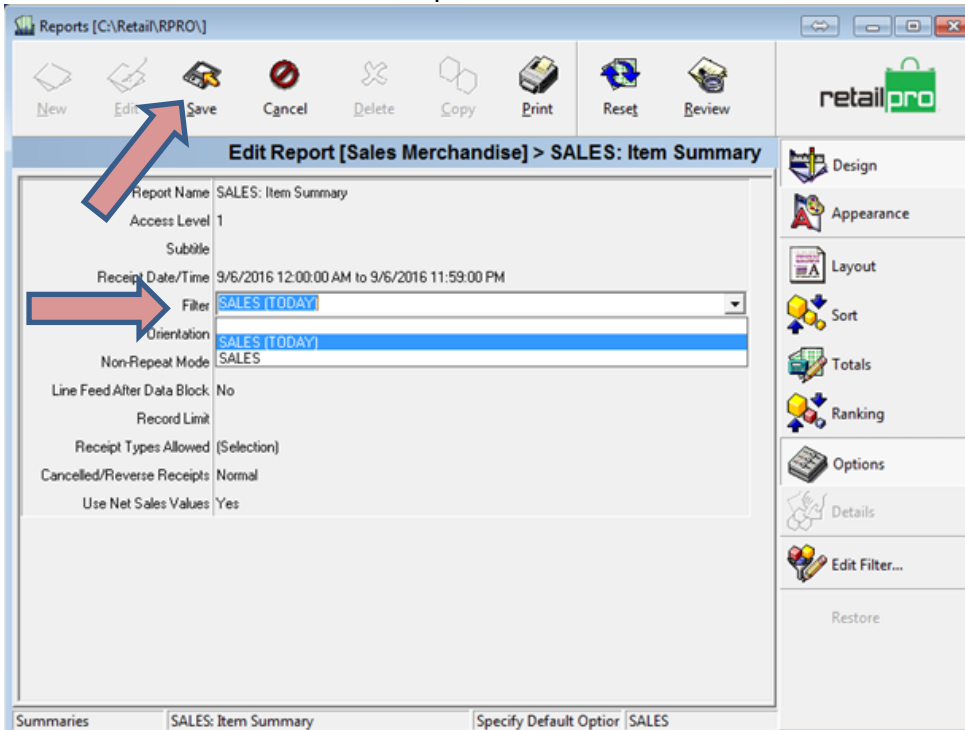 Reports [C:\Retail\RPRO\]
New Edit Save Cancel Delete Copy Print Reset Review
retail pro
Edit Report [Sales Merchandise] > SALES: Item Summary
Report Name SALES: Item Summary
Access Level 1
Subtitle
Receipt Date/Time 9/6/2016 12:00:00 AM to 9/6/2016 11:59:00 PM
Filter SALES (TODAY)
Orientation
SALES (TODAY)
Non-Repeat Mode SALES
Line Feed After Data Block No
Record Limit
Receipt Types Allowed (Selection)
Cancelled/Reverse Receipts Normal
Use Net Sales Values Yes
Design
Appearance
Layout
Sort
Totals
Ranking
Options
Details
Edit Filter...
Restore
Summaries SALES: Item Summary Specify Default Option SALES